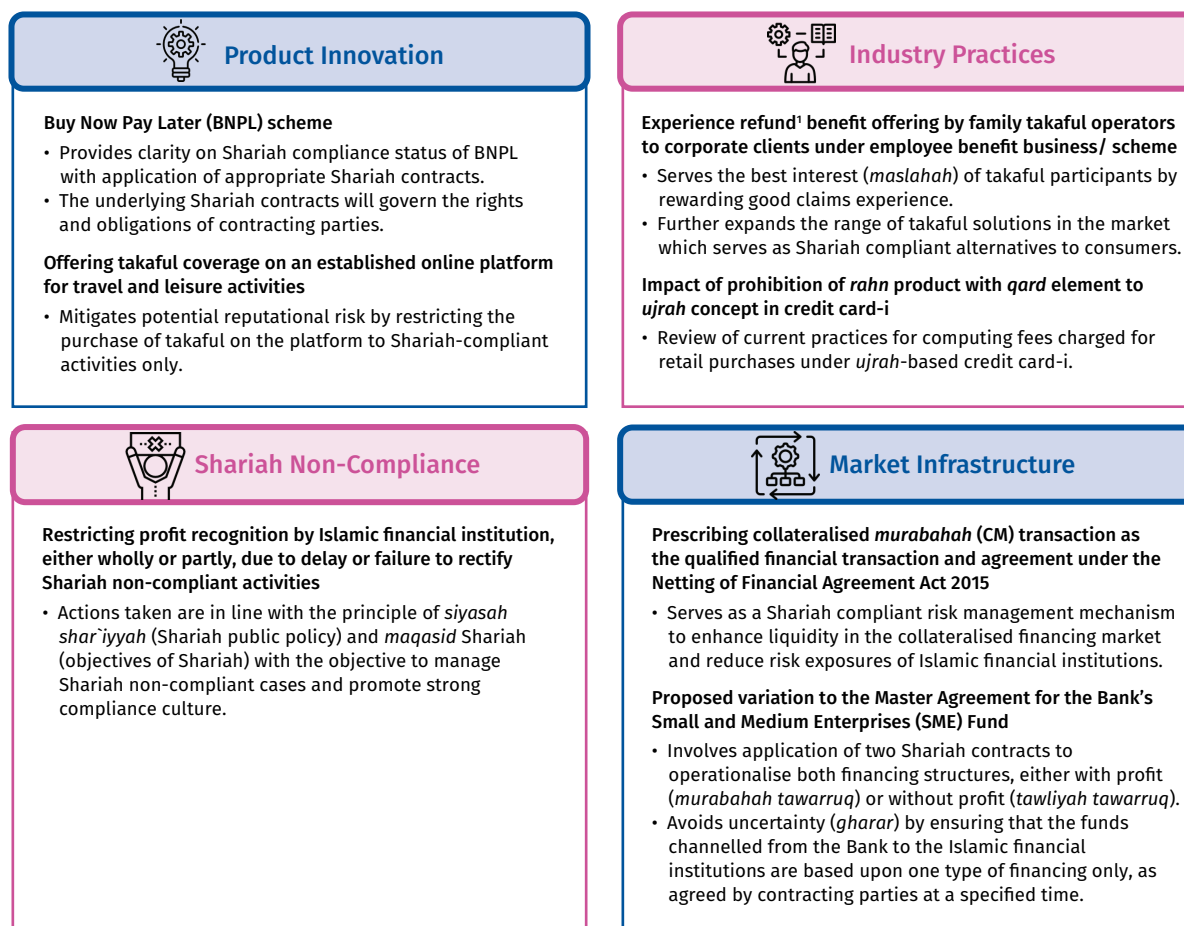 Product Innovation
Buy Now Pay Later (BNPL) scheme
• Provides clarity on Shariah compliance status of BNPL
with application of appropriate Shariah contracts.
• The underlying Shariah contracts will govern the rights
and obligations of contracting parties.
Offering takaful coverage on an established online platform
for travel and leisure activities
• Mitigates potential reputational risk by restricting the
purchase of takaful on the platform to Shariah-compliant
activities only.
Industry Practices
Experience refund¹ benefit offering by family takaful operators
to corporate clients under employee benefit business/ scheme
• Serves the best interest (maslahah) of takaful participants by
rewarding good claims experience.
• Further expands the range of takaful solutions in the market
which serves as Shariah compliant alternatives to consumers.
Impact of prohibition of rahn product with qard element to
ujrah concept in credit card-i
• Review of current practices for computing fees charged for
retail purchases under ujrah-based credit card-i.
Shariah Non-Compliance
Restricting profit recognition by Islamic financial institution,
either wholly or partly, due to delay or failure to rectify
Shariah non-compliant activities
• Actions taken are in line with the principle of siyasah
shar`iyyah (Shariah public policy) and maqasid Shariah
(objectives of Shariah) with the objective to manage
Shariah non-compliant cases and promote strong
compliance culture.
Market Infrastructure
Prescribing collateralised murabahah (CM) transaction as
the qualified financial transaction and agreement under the
Netting of Financial Agreement Act 2015
• Serves as a Shariah compliant risk management mechanism
to enhance liquidity in the collateralised financing market
and reduce risk exposures of Islamic financial institutions.
Proposed variation to the Master Agreement for the Bank's
Small and Medium Enterprises (SME) Fund
• Involves application of two Shariah contracts to
operationalise both financing structures, either with profit
(murabahah tawarruq) or without profit (tawliyah tawarruq).
• Avoids uncertainty (gharar) by ensuring that the funds
channelled from the Bank to the Islamic financial
institutions are based upon one type of financing only, as
agreed by contracting parties at a specified time.